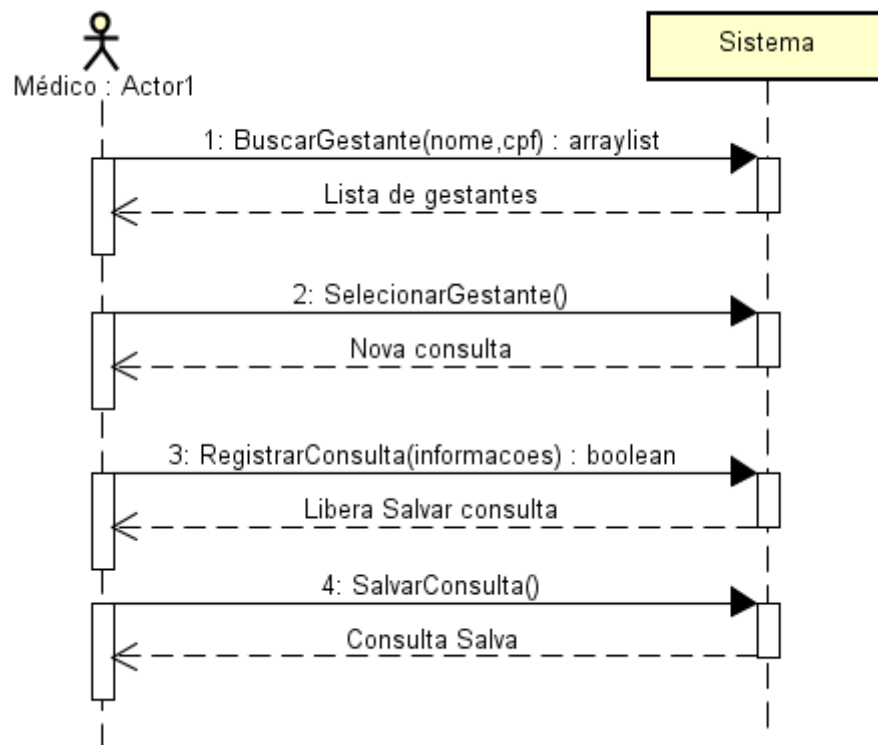 Sistema
Médico : Actor1
1: BuscarGestante(nome,cpf) : arraylist
Lista de gestantes
2: SelecionarGestante()
Nova consulta
3: RegistrarConsulta(informacoes) : boolean
Libera Salvar consulta
4: SalvarConsulta()
Consulta Salva